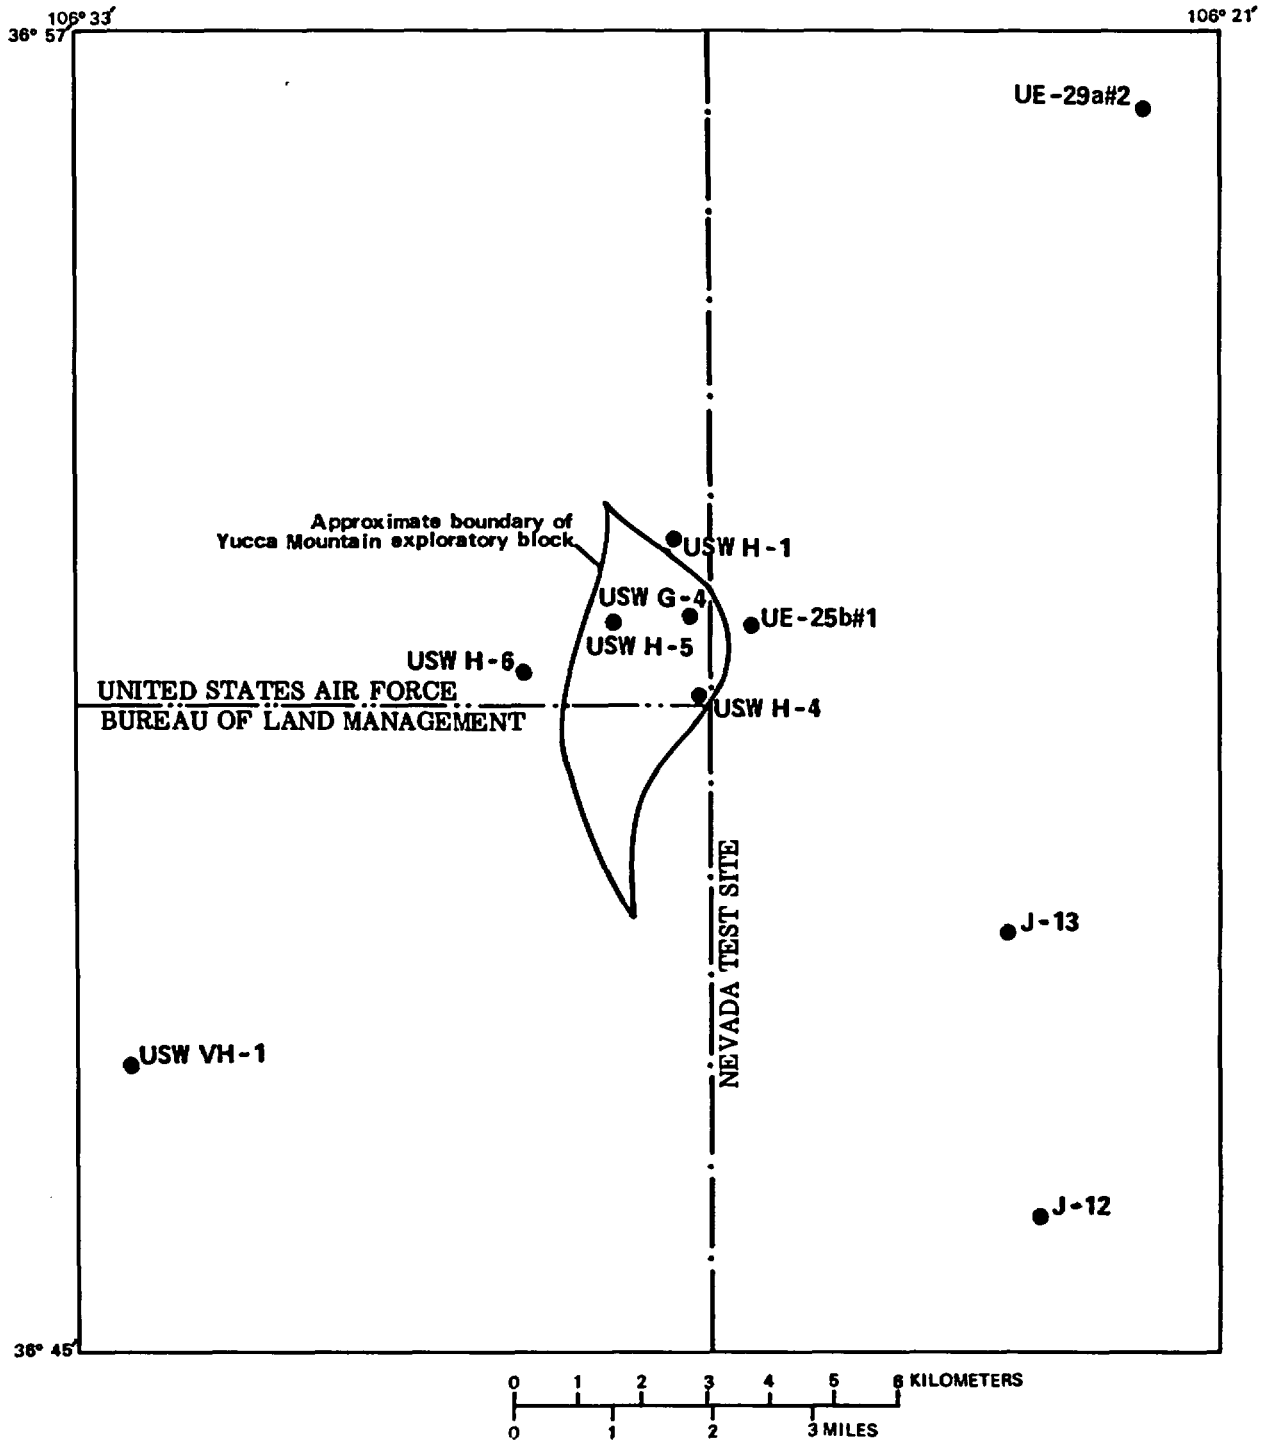 106° 33′
106° 21′
36° 57′
UE-29a#2
Approximate boundary of
Yucca Mountain exploratory block
USW H-1
USW G-4
UE-25b#1
USW H-5
USW H-6
UNITED STATES AIR FORCE
BUREAU OF LAND MANAGEMENT
USW H-4
NEVADA TEST SITE
J-13
USW VH-1
J-12
36° 45′
0 1 2 3 4 5 6 KILOMETERS
0 1 2 3 MILES